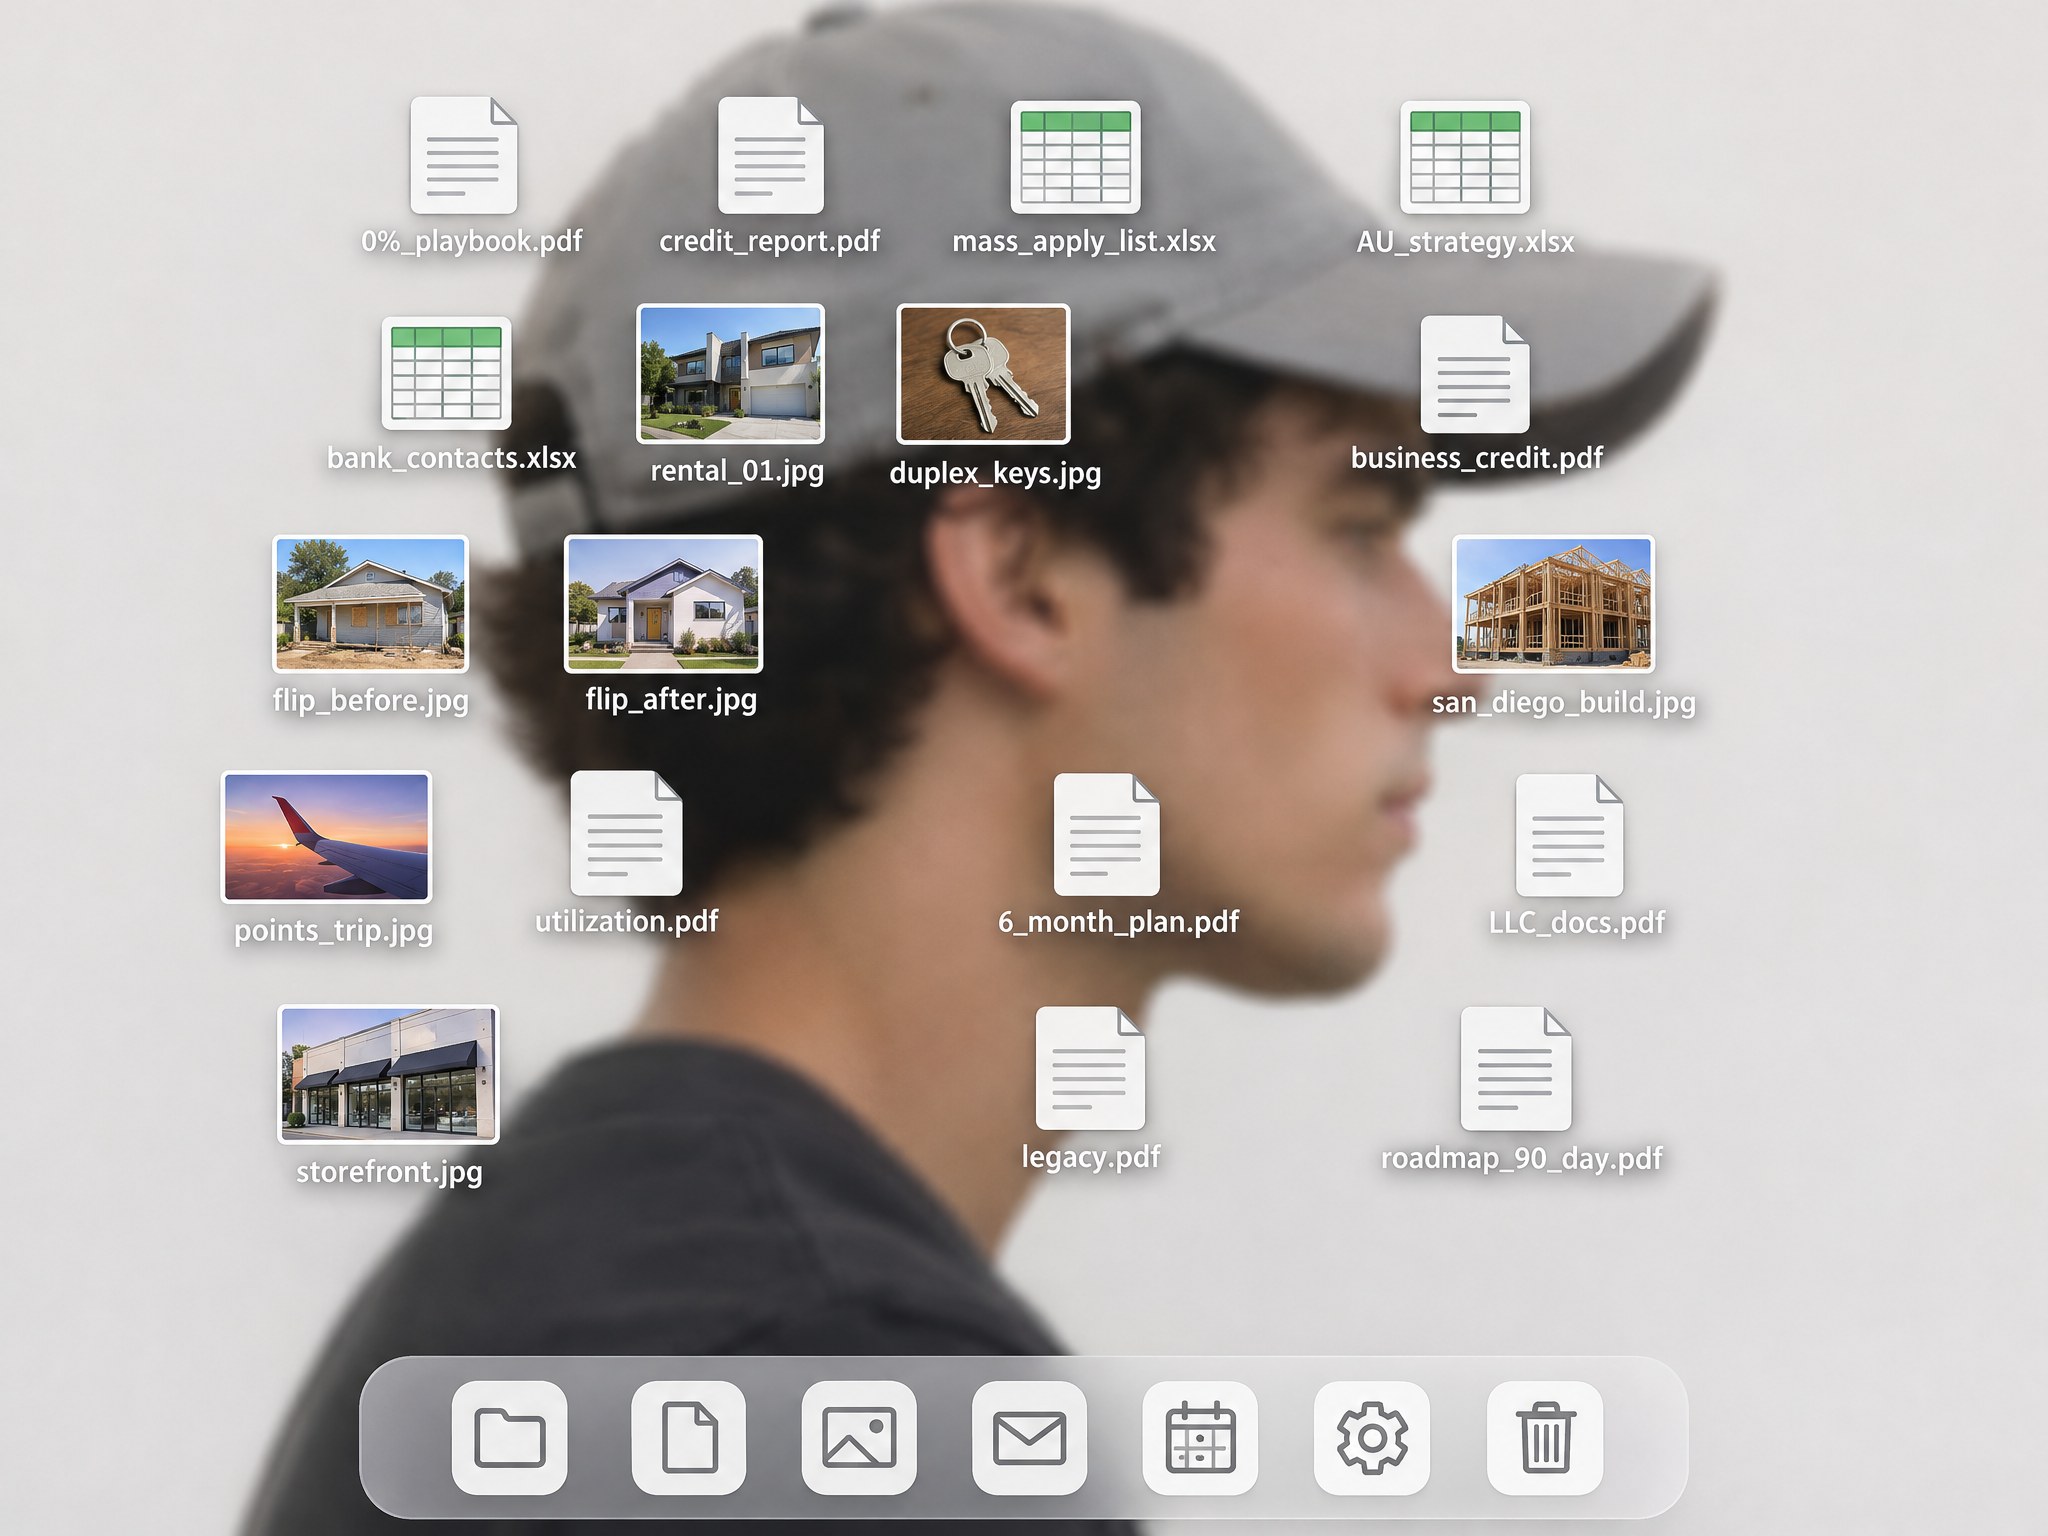 0%_playbook.pdf
credit_report.pdf
mass_apply_list.xlsx
AU_strategy.xlsx
bank_contacts.xlsx
rental_01.jpg
duplex_keys.jpg
business_credit.pdf
flip_before.jpg
flip_after.jpg
san_diego_build.jpg
points_trip.jpg
utilization.pdf
6_month_plan.pdf
LLC_docs.pdf
storefront.jpg
legacy.pdf
roadmap_90_day.pdf